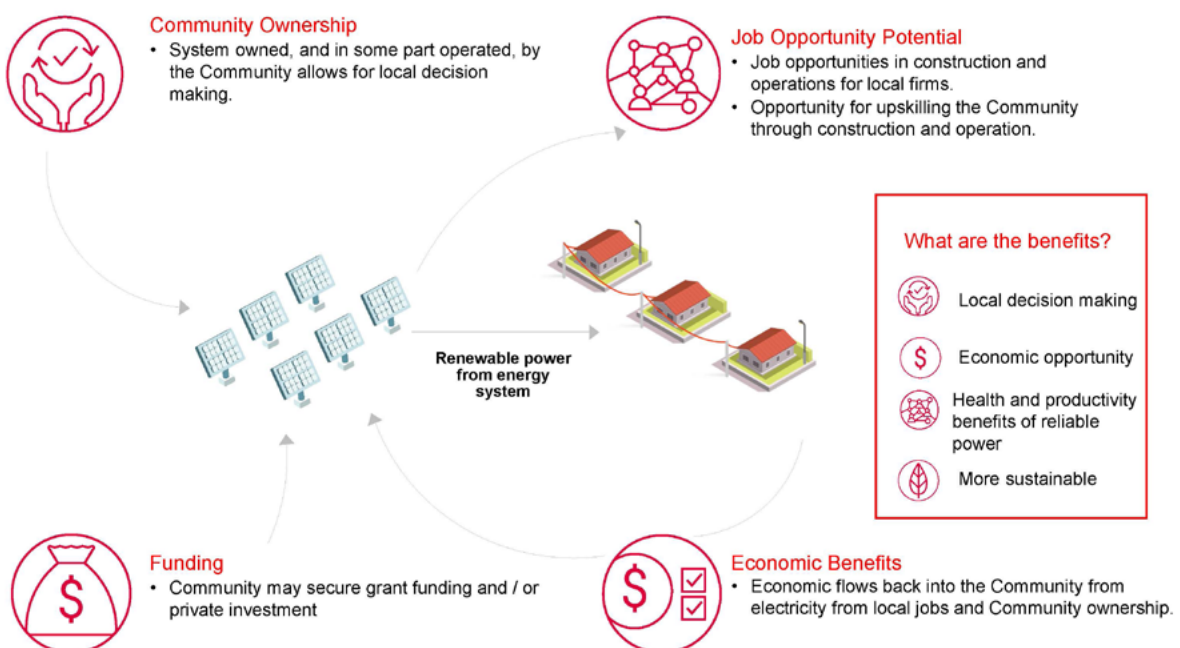 Community Ownership
• System owned, and in some part operated, by
the Community allows for local decision
making.
Job Opportunity Potential
• Job opportunities in construction and
operations for local firms.
• Opportunity for upskilling the Community
through construction and operation.
Renewable power
from energy
system
What are the benefits?
Local decision making
$
Economic opportunity
Health and productivity
benefits of reliable
power
More sustainable
$
Funding
• Community may secure grant funding and / or
private investment
$
Economic Benefits
• Economic flows back into the Community from
electricity from local jobs and Community ownership.